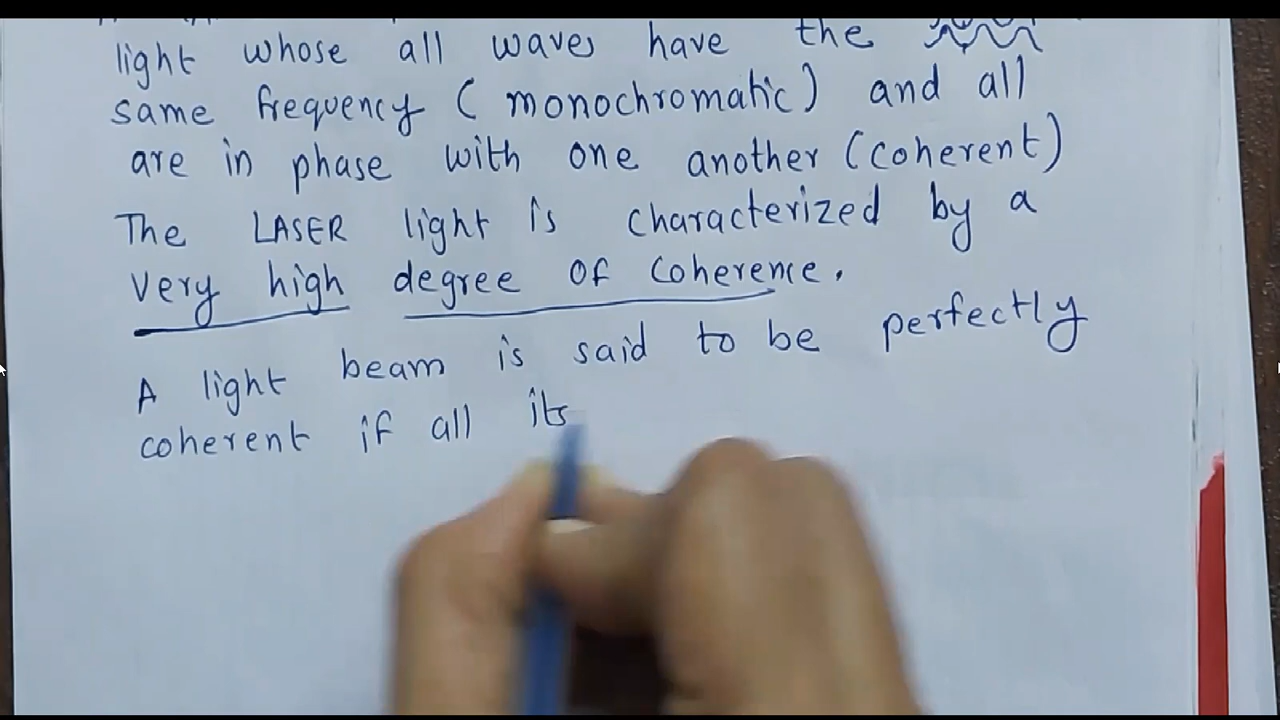 light whose all waves have the
same frequency (monochromatic) and all
are in phase with one another (coherent)
The LASER light is characterized by a
very high degree of coherence.
A light beam is said to be perfectly
coherent if all its